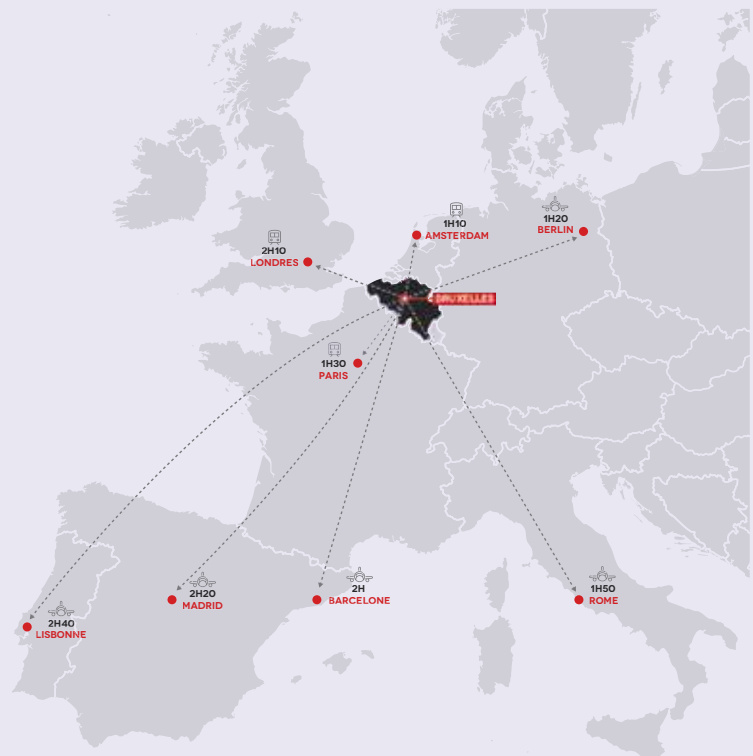 1H10
AMSTERDAM
1H20
BERLIN
2H10
LONDRES
BRUXELLES
1H30
PARIS
2H20
MADRID
2H
BARCELONE
1H50
ROME
2H40
LISBONNE